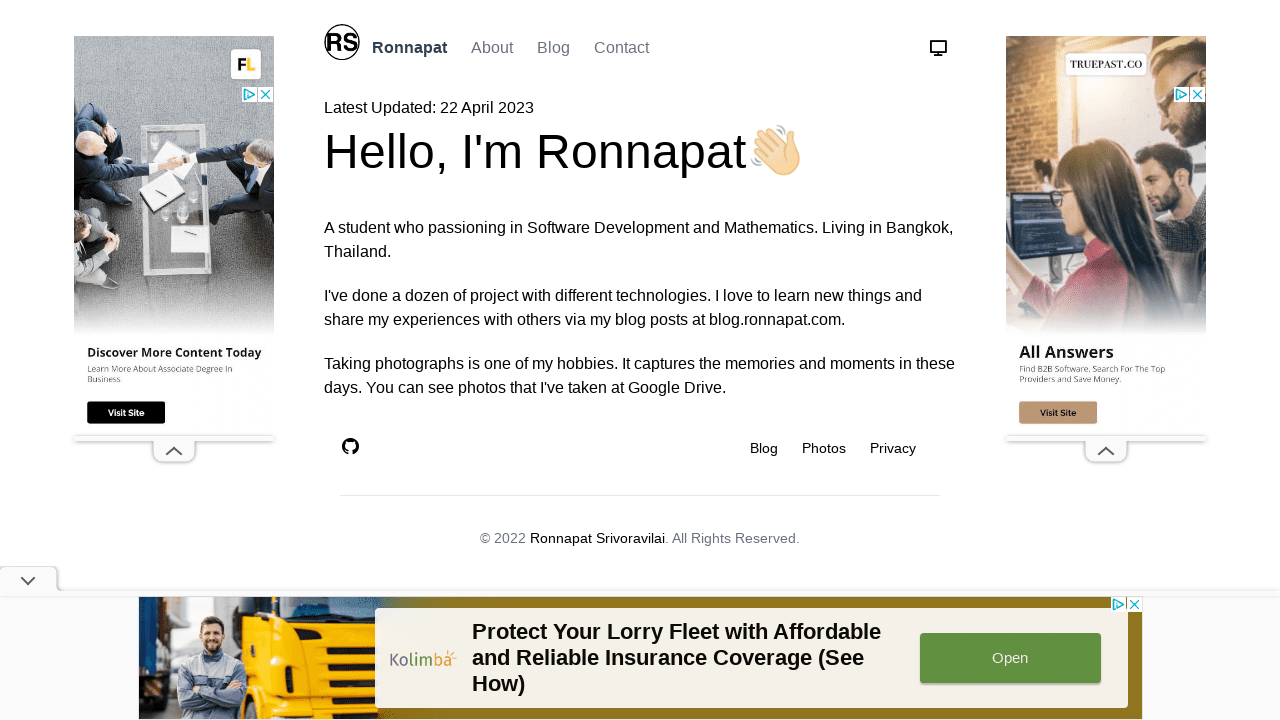 RS
Ronnapat About Blog Contact
Latest Updated: 22 April 2023
Hello, I'm Ronnapat
A student who passioning in Software Development and Mathematics. Living in Bangkok,
Thailand.
I've done a dozen of project with different technologies. I love to learn new things and
share my experiences with others via my blog posts at blog.ronnapat.com.
Taking photographs is one of my hobbies. It captures the memories and moments in these
days. You can see photos that I've taken at Google Drive.
Blog Photos Privacy
© 2022 Ronnapat Srivoravilai. All Rights Reserved.
FL
Discover More Content Today
Learn More About Associate Degree In
Business
Visit Site
TRUEPAST.CO
All Answers
Find B2B Software. Search For The Top
Providers and Save Money.
Visit Site
Kolimba
Protect Your Lorry Fleet with Affordable
and Reliable Insurance Coverage (See
How)
Open